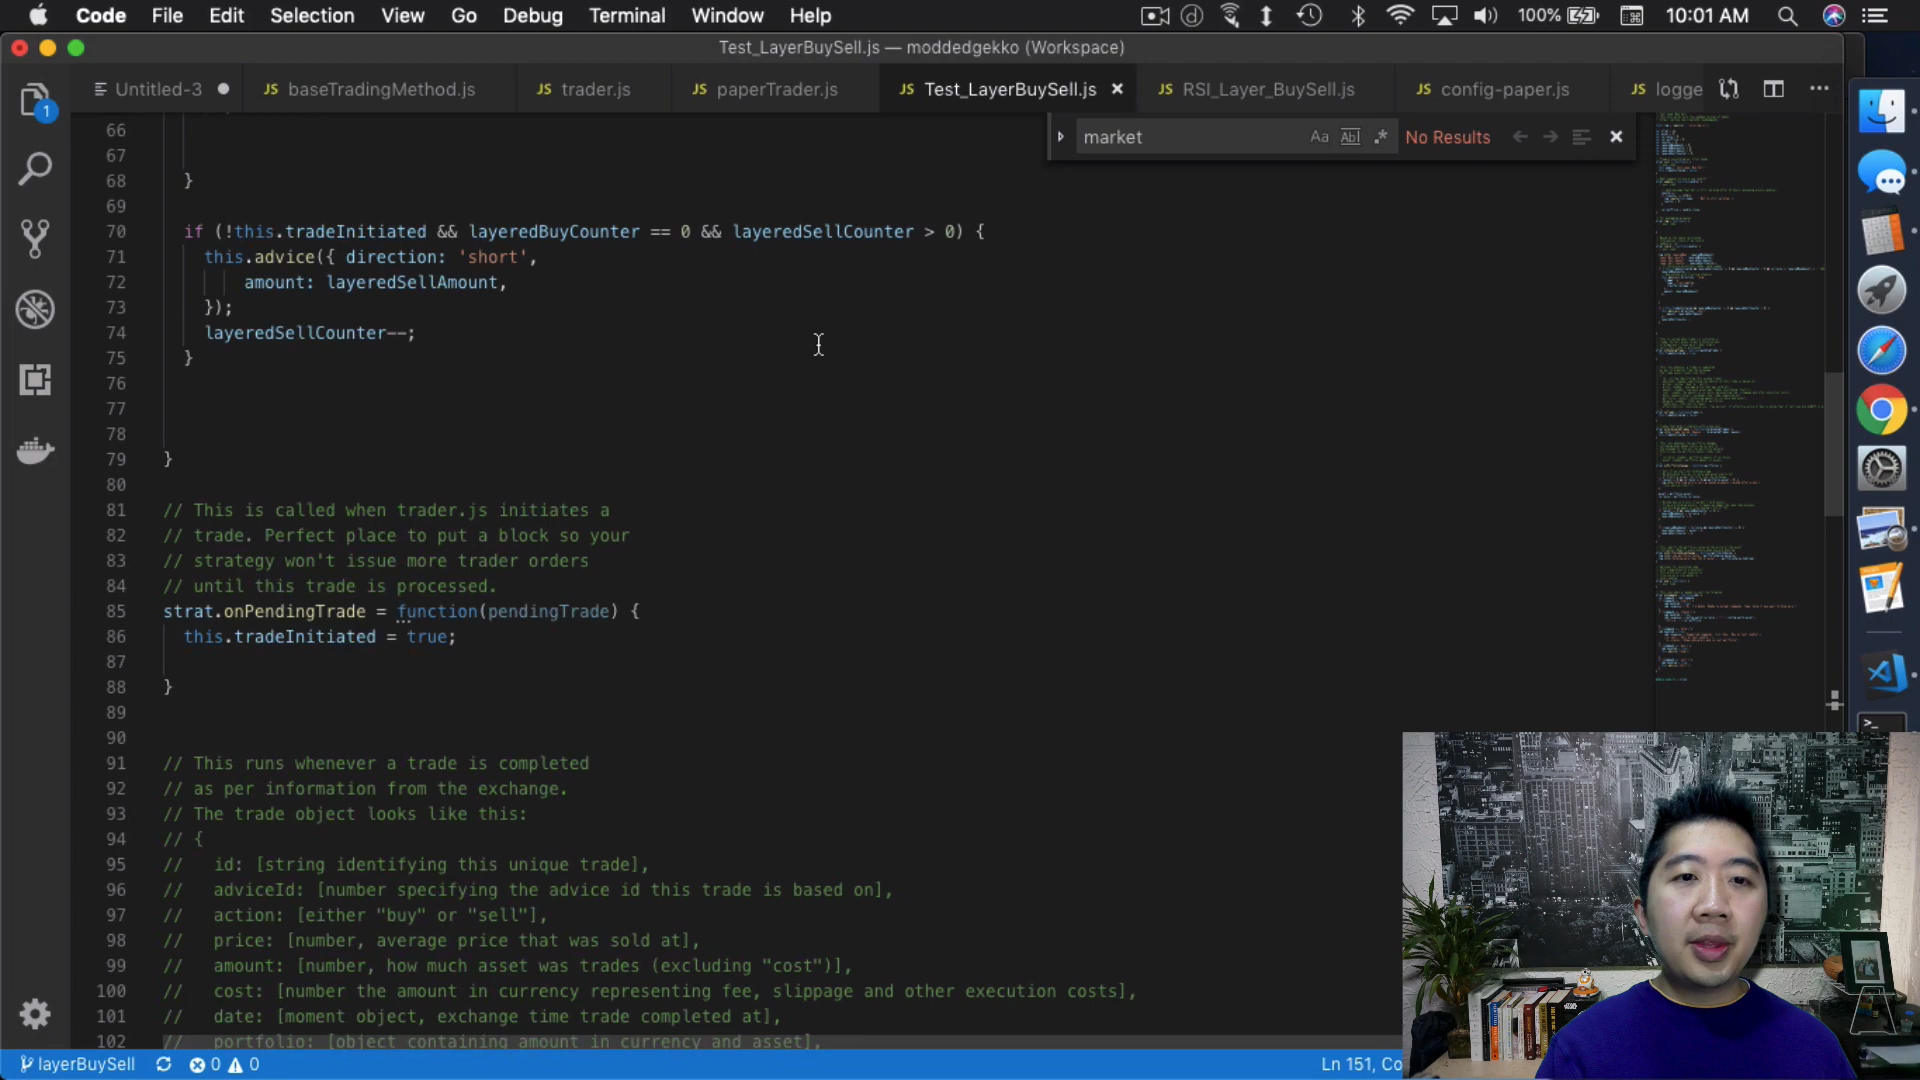 Code File Edit Selection View Go Debug Terminal Window Help 100% 10:01 AM
Test_LayerBuySell.js — moddedgekko (Workspace)
Untitled-3 JS baseTradingMethod.js JS trader.js JS paperTrader.js JS Test_LayerBuySell.js JS RSI_Layer_BuySell.js JS config-paper.js JS logge
1
market Aa Abl .* No Results
66
67
68 }
69
70 if (!this.tradeInitiated && layeredBuyCounter == 0 && layeredSellCounter > 0) {
71 this.advice({ direction: 'short',
72 amount: layeredSellAmount,
73 });
74 layeredSellCounter--;
75 }
76
77
78
79 }
80
81 // This is called when trader.js initiates a
82 // trade. Perfect place to put a block so your
83 // strategy won't issue more trader orders
84 // until this trade is processed.
85 strat.onPendingTrade = function(pendingTrade) {
86 this.tradeInitiated = true;
87
88 }
89
90
91 // This runs whenever a trade is completed
92 // as per information from the exchange.
93 // The trade object looks like this:
94 // {
95 // id: [string identifying this unique trade],
96 // adviceId: [number specifying the advice id this trade is based on],
97 // action: [either "buy" or "sell"],
98 // price: [number, average price that was sold at],
99 // amount: [number, how much asset was trades (excluding "cost")],
100 // cost: [number the amount in currency representing fee, slippage and other execution costs],
101 // date: [moment object, exchange time trade completed at],
102 // portfolio: [object containing amount in currency and asset],
layerBuySell 0 0 Ln 151, Co